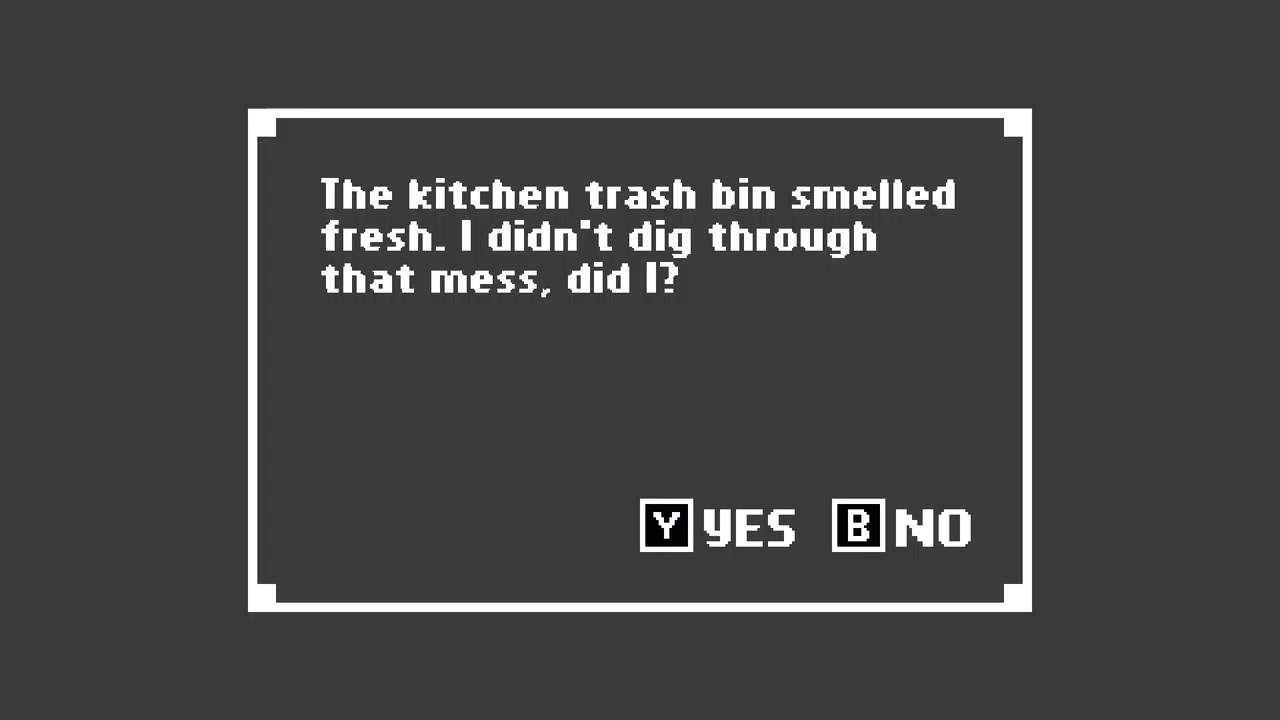 The kitchen trash bin smelled
fresh. I didn't dig through
that mess, did I?
Y YES B NO